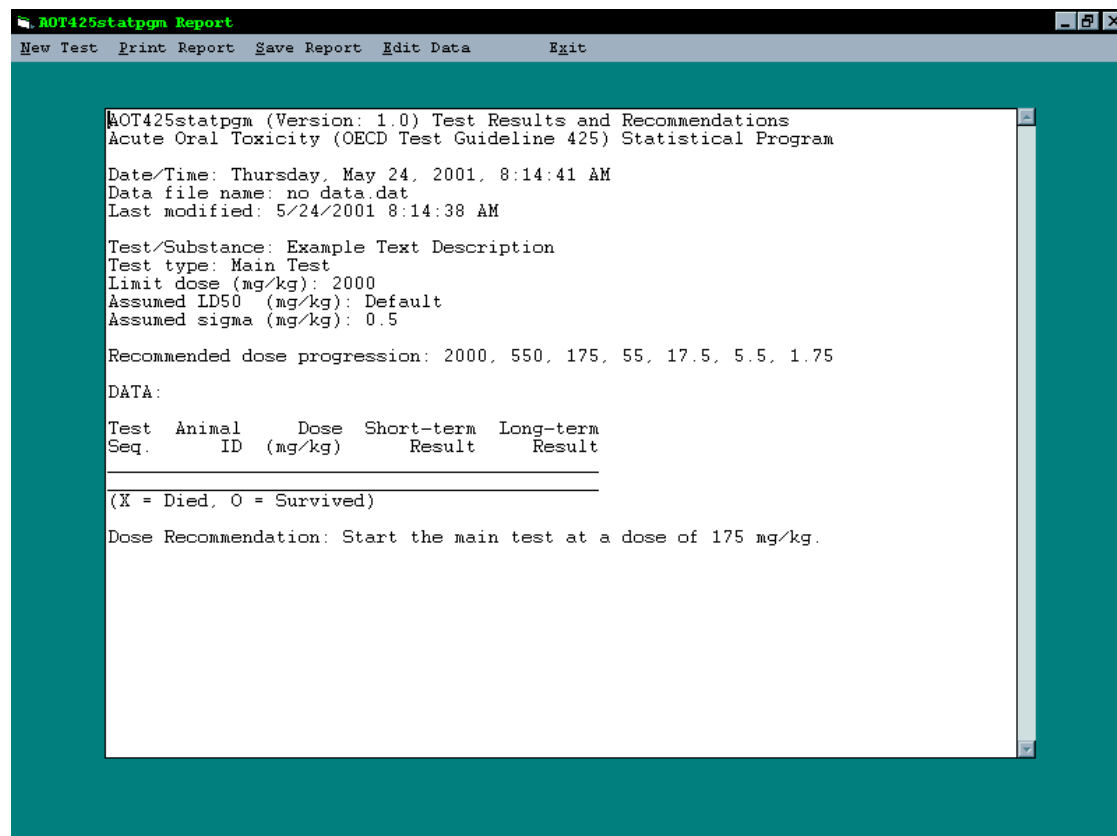 AOT425statpgm Report
New Test Print Report Save Report Edit Data Exit
AOT425statpgm (Version: 1.0) Test Results and Recommendations
Acute Oral Toxicity (OECD Test Guideline 425) Statistical Program
Date/Time: Thursday, May 24, 2001, 8:14:41 AM
Data file name: no data.dat
Last modified: 5/24/2001 8:14:38 AM
Test/Substance: Example Text Description
Test type: Main Test
Limit dose (mg/kg): 2000
Assumed LD50 (mg/kg): Default
Assumed sigma (mg/kg): 0.5
Recommended dose progression: 2000, 550, 175, 55, 17.5, 5.5, 1.75
DATA:
Test Animal Dose Short-term Long-term
Seq. ID (mg/kg) Result Result
(X = Died, O = Survived)
Dose Recommendation: Start the main test at a dose of 175 mg/kg.